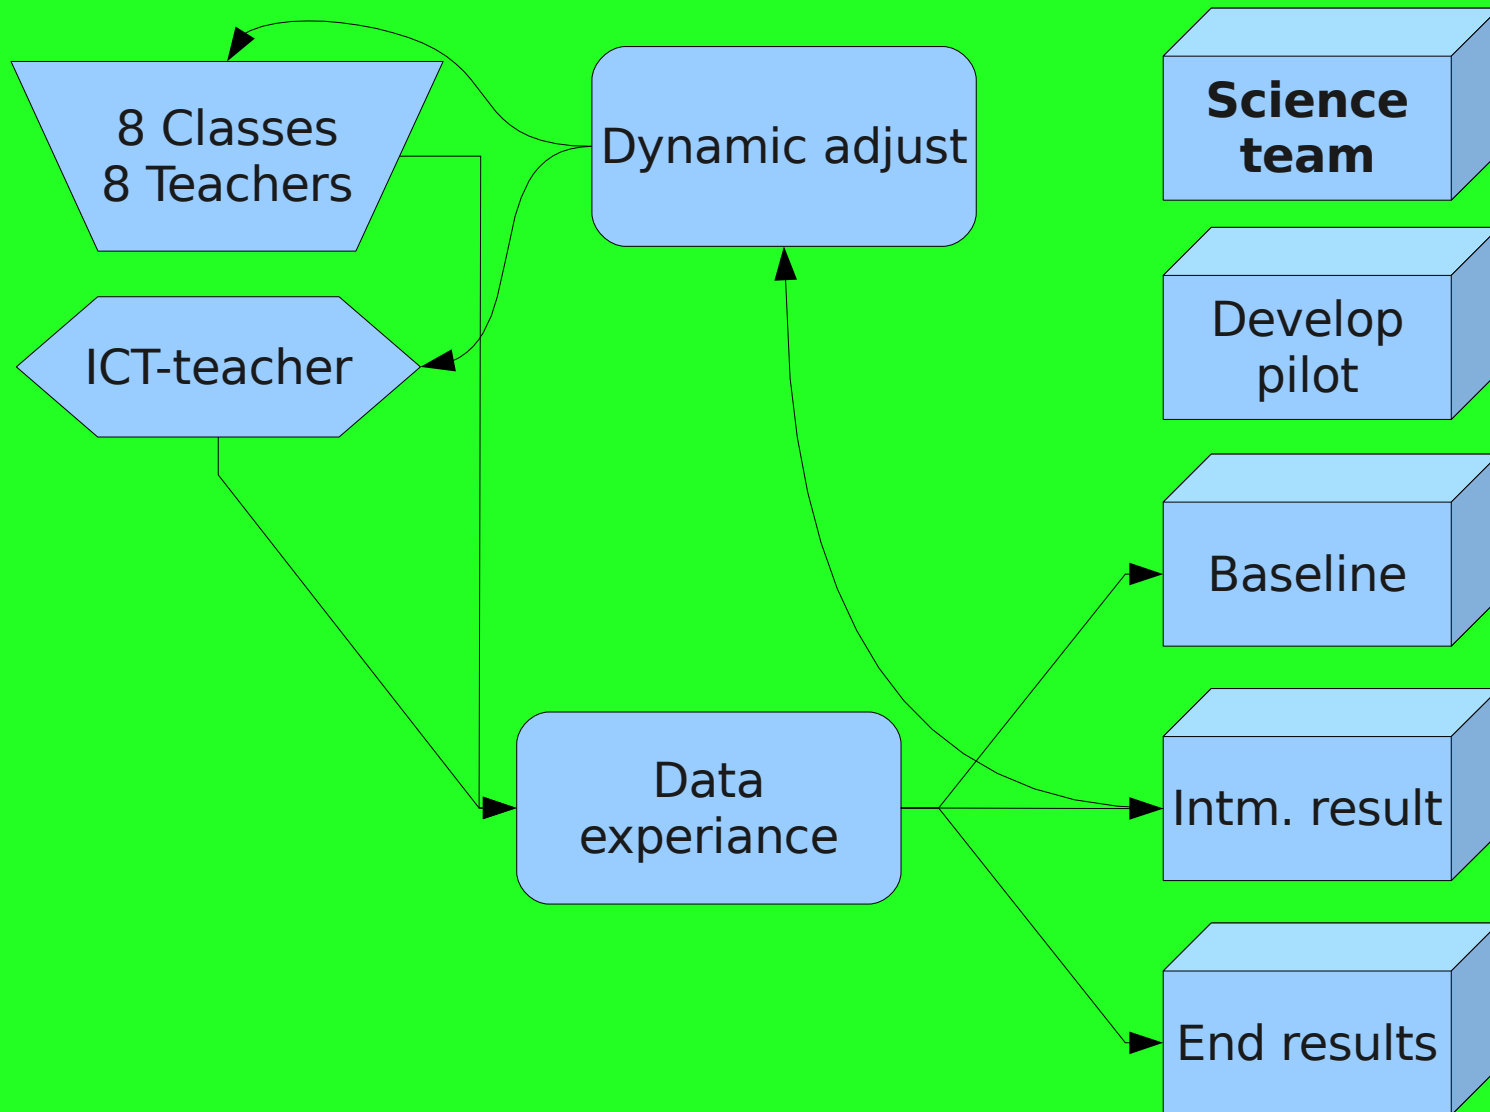 8 Classes
8 Teachers
Dynamic adjust
Science
team
ICT-teacher
Develop
pilot
Baseline
Data
experiance
Intm. result
End results